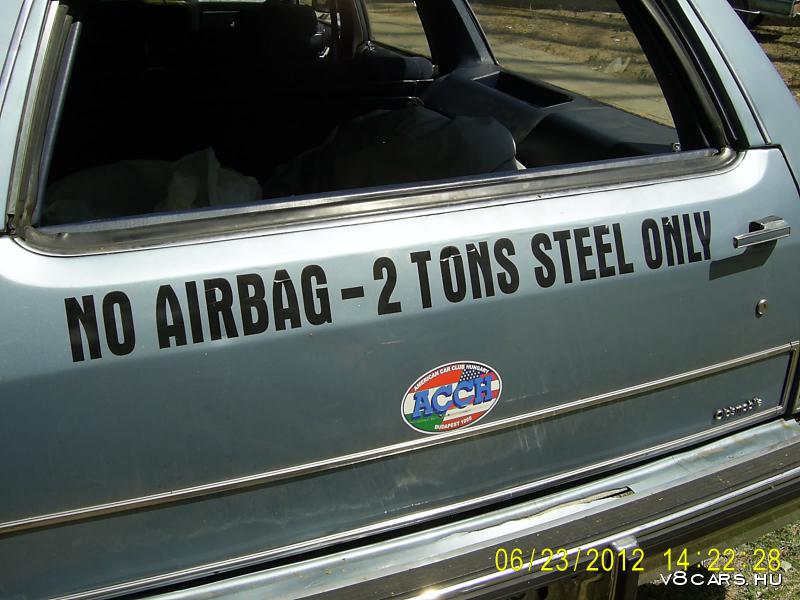 NO AIRBAG - 2 TONS STEEL ONLY
AMERICAN CAR CLUB HUNGARY
ACCH
BUDAPEST 1996
06/23/2012 14:22:28
V8CARS.HU